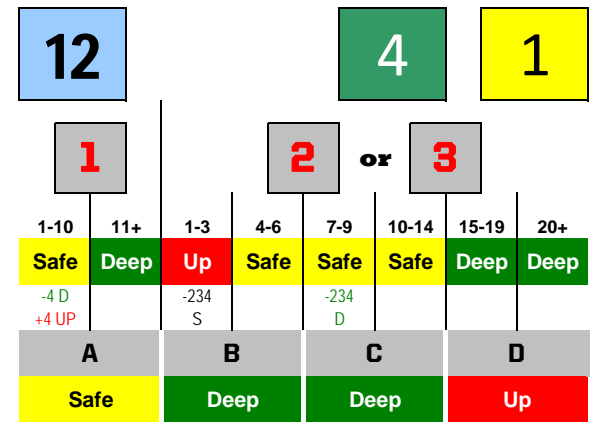 12 4 1
1 2 or 3
1-10 11+ 1-3 4-6 7-9 10-14 15-19 20+
Safe Deep Up Safe Safe Safe Deep Deep
-4 D -234 -234
+4 UP S D
A B C D
Safe Deep Deep Up